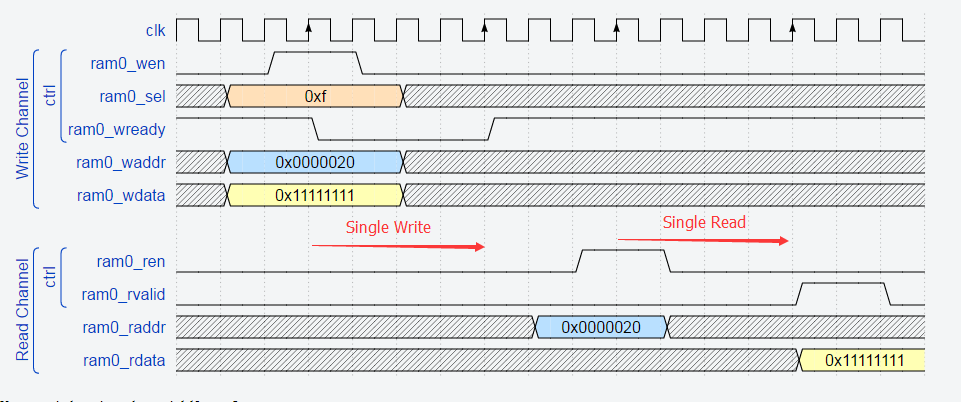 clk
Write Channel
ctrl
ram0_wen
ram0_sel 0xf
ram0_wready
ram0_waddr 0x0000020
ram0_wdata 0x11111111
Single Write Single Read
Read Channel
ctrl
ram0_ren
ram0_rvalid
ram0_raddr 0x0000020
ram0_rdata 0x11111111